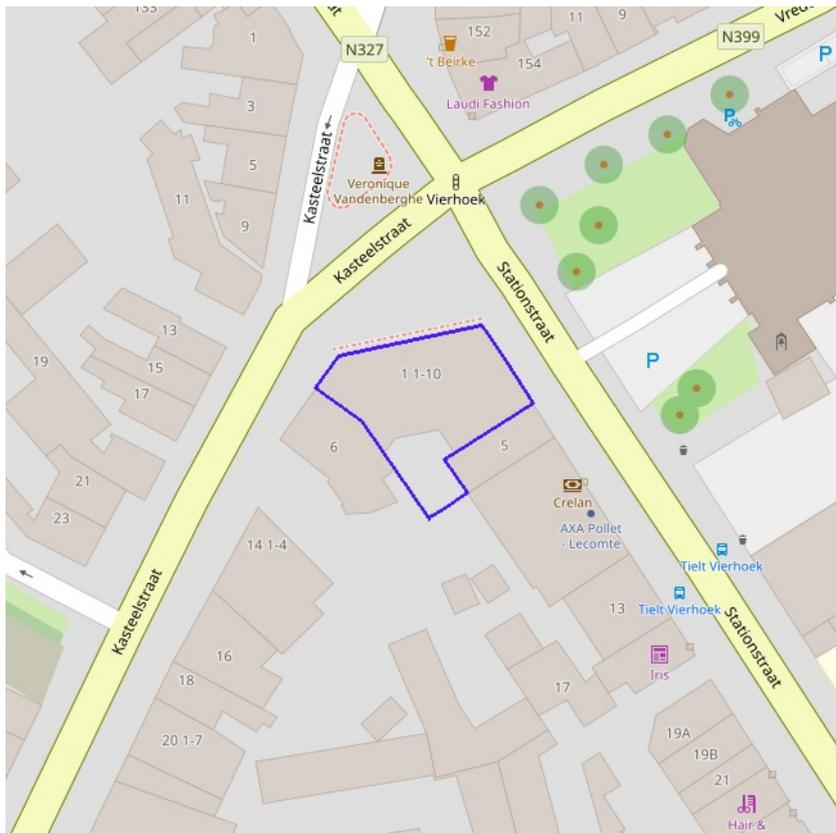 133
1
N327
152
11
9
't Beirke
154
Laudi Fashion
N399
P
3
P
Kasteelstraat
5
11
9
Veronique
Vandenberghe
Vierhoek
Kasteelstraat
Stationstraat
13
15
17
19
P
1 1-10
6
5
21
23
Crelan
AXA Pollet
- Lecomte
14 1-4
Tielt Vierhoek
Tielt Vierhoek
Kasteelstraat
13
Stationstraat
16
Iris
18
17
20 1-7
19A
19B
21
Hair &